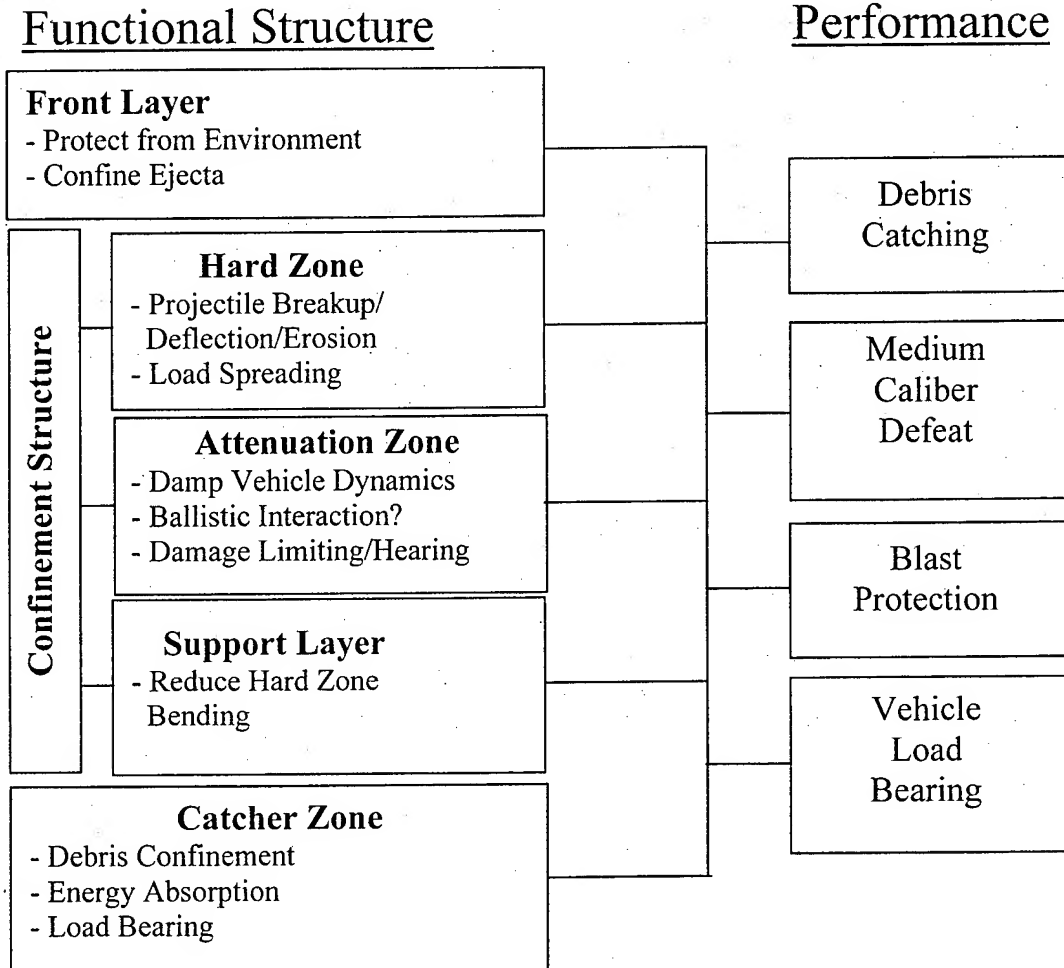 Functional Structure
Performance
Front Layer
- Protect from Environment
- Confine Ejecta
Confinement Structure
Hard Zone
- Projectile Breakup/
Deflection/Erosion
- Load Spreading
Attenuation Zone
- Damp Vehicle Dynamics
- Ballistic Interaction?
- Damage Limiting/Hearing
Support Layer
- Reduce Hard Zone
Bending
Catcher Zone
- Debris Confinement
- Energy Absorption
- Load Bearing
Debris
Catching
Medium
Caliber
Defeat
Blast
Protection
Vehicle
Load
Bearing